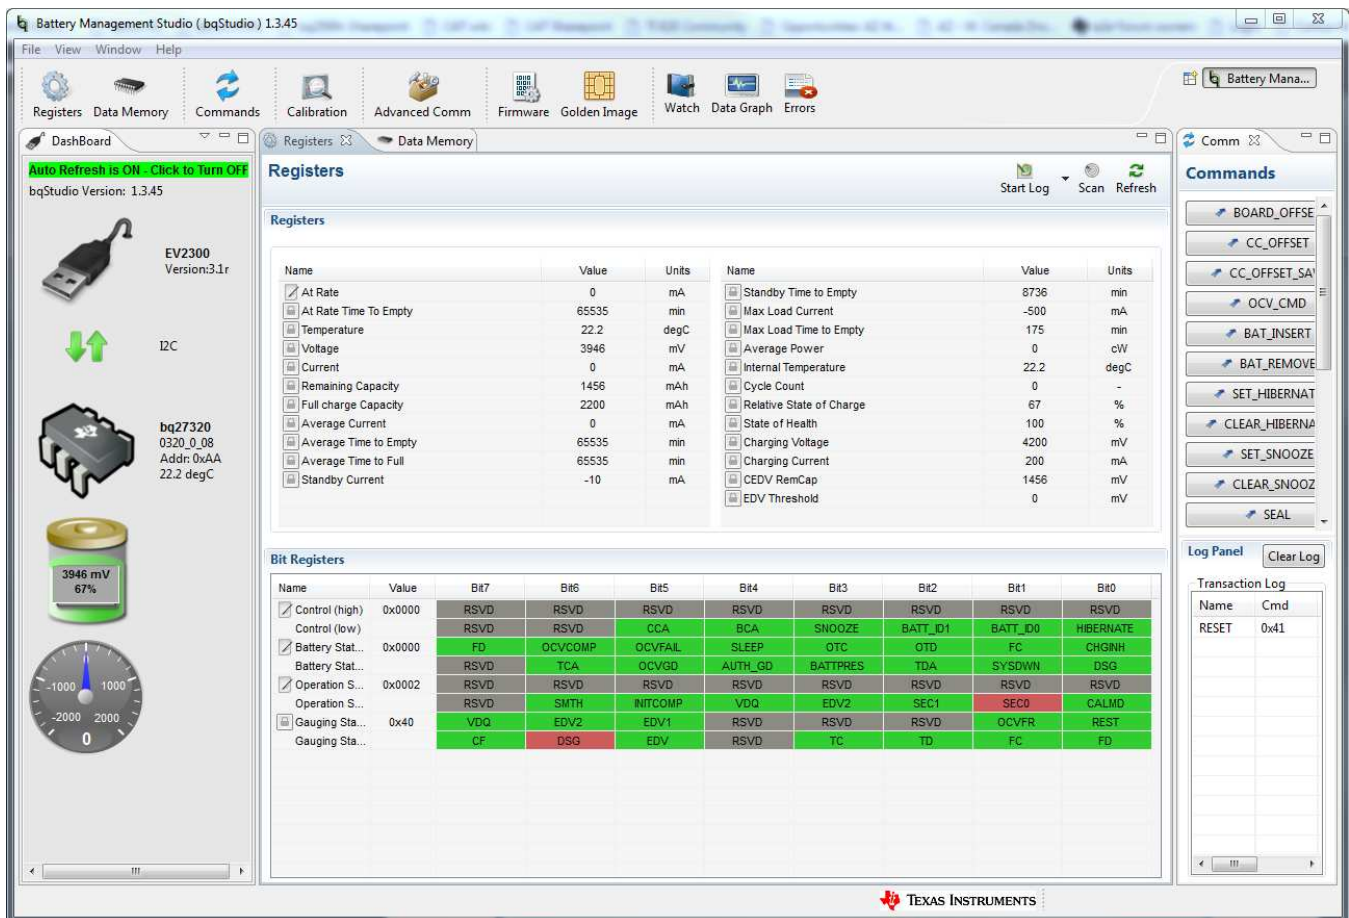 Battery Management Studio ( bqStudio ) 1.3.45
File View Window Help
Registers Data Memory Commands Calibration Advanced Comm Firmware Golden Image Watch Data Graph Errors
Battery Mana...
DashBoard
Registers Data Memory
Comm
Auto Refresh is ON - Click to Turn OFF
bqStudio Version: 1.3.45
EV2300
Version:3.1r
I2C
bq27320
0320_0_08
Addr: 0xAA
22.2 degC
3946 mV
67%
-1000 1000
-2000 2000
0
Registers
Start Log Scan Refresh
Registers
Name Value Units
At Rate 0 mA
At Rate Time To Empty 65535 min
Temperature 22.2 degC
Voltage 3946 mV
Current 0 mA
Remaining Capacity 1456 mAh
Full charge Capacity 2200 mAh
Average Current 0 mA
Average Time to Empty 65535 min
Average Time to Full 65535 min
Standby Current -10 mA
Name Value Units
Standby Time to Empty 8736 min
Max Load Current -500 mA
Max Load Time to Empty 175 min
Average Power 0 cW
Internal Temperature 22.2 degC
Cycle Count 0 -
Relative State of Charge 67 %
State of Health 100 %
Charging Voltage 4200 mV
Charging Current 200 mA
CEDV RemCap 1456 mV
EDV Threshold 0 mV
Bit Registers
Name Value Bit7 Bit6 Bit5 Bit4 Bit3 Bit2 Bit1 Bit0
Control (high) 0x0000 RSVD RSVD RSVD RSVD RSVD RSVD RSVD RSVD
Control (low) RSVD RSVD CCA BCA SNOOZE BATT_ID1 BATT_ID0 HIBERNATE
Battery Stat... 0x0000 FD OCVCOMP OCVFAIL SLEEP OTC OTD FC CHGINH
Battery Stat... RSVD TCA OCVGD AUTH_GD BATTPRES TDA SYSDWN DSG
Operation S... 0x0002 RSVD RSVD RSVD RSVD RSVD RSVD RSVD RSVD
Operation S... RSVD SMTH INITCOMP VDQ EDV2 SEC1 SEC0 CALMD
Gauging Sta... 0x40 VDQ EDV2 EDV1 RSVD RSVD RSVD OCVFR REST
Gauging Sta... CF DSG EDV RSVD TC TD FC FD
Commands
BOARD_OFFSE
CC_OFFSET
CC_OFFSET_SA
OCV_CMD
BAT_INSERT
BAT_REMOVE
SET_HIBERNAT
CLEAR_HIBERNA
SET_SNOOZE
CLEAR_SNOOZ
SEAL
Log Panel Clear Log
Transaction Log
Name Cmd
RESET 0x41
TEXAS INSTRUMENTS